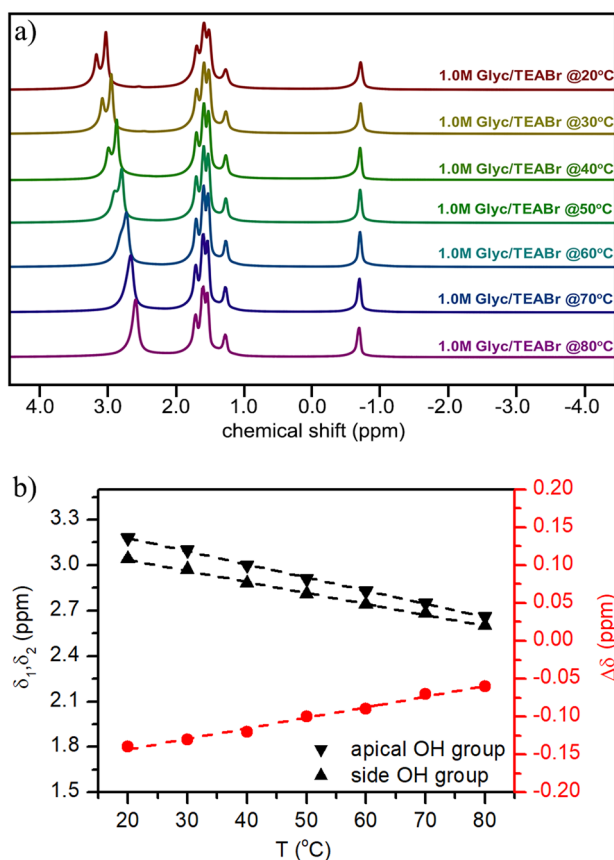 a)
1.0M Glyc/TEABr @20°C
1.0M Glyc/TEABr @30°C
1.0M Glyc/TEABr @40°C
1.0M Glyc/TEABr @50°C
1.0M Glyc/TEABr @60°C
1.0M Glyc/TEABr @70°C
1.0M Glyc/TEABr @80°C
4.0 3.0 2.0 1.0 0.0 -1.0 -2.0 -3.0 -4.0
chemical shift (ppm)
b)
δ₁,δ₂ (ppm)
3.3
3.0
2.7
2.4
2.1
1.8
1.5
0.20
0.15
0.10
0.05
0.00
-0.05
-0.10
-0.15
-0.20
Δδ (ppm)
apical OH group
side OH group
20 30 40 50 60 70 80
T (°C)